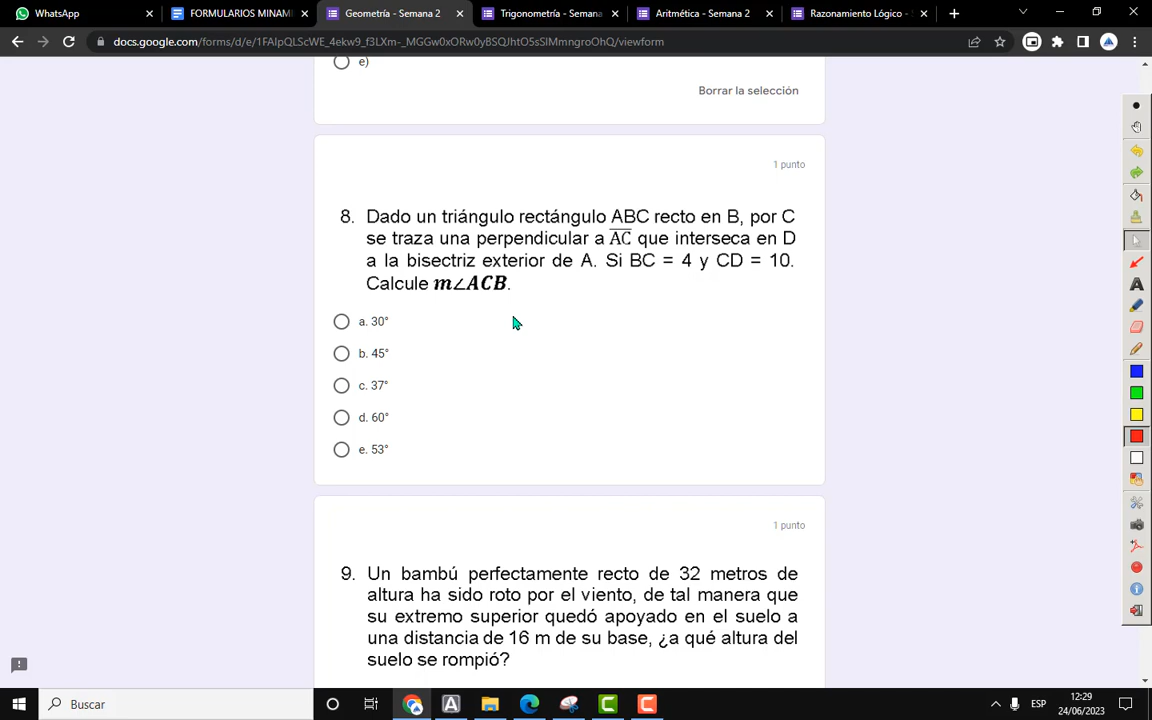 WhatsApp
FORMULARIOS MINAMI
Geometría - Semana 2
Trigonometría - Semana
Aritmética - Semana 2
Razonamiento Lógico -
docs.google.com/forms/d/e/1FAIpQLScWE_4ekw9_f3LXm-_MGGw0xORw0yBSQJhtO5sSlMmngroOhQ/viewform
e)
Borrar la selección
1 punto
8. Dado un triángulo rectángulo ABC recto en B, por C
se traza una perpendicular a AC que interseca en D
a la bisectriz exterior de A. Si BC = 4 y CD = 10.
Calcule m∠ACB.
a. 30°
b. 45°
c. 37°
d. 60°
e. 53°
1 punto
9. Un bambú perfectamente recto de 32 metros de
altura ha sido roto por el viento, de tal manera que
su extremo superior quedó apoyado en el suelo a
una distancia de 16 m de su base, ¿a qué altura del
suelo se rompió?
Buscar
ESP
12:29
24/06/2023